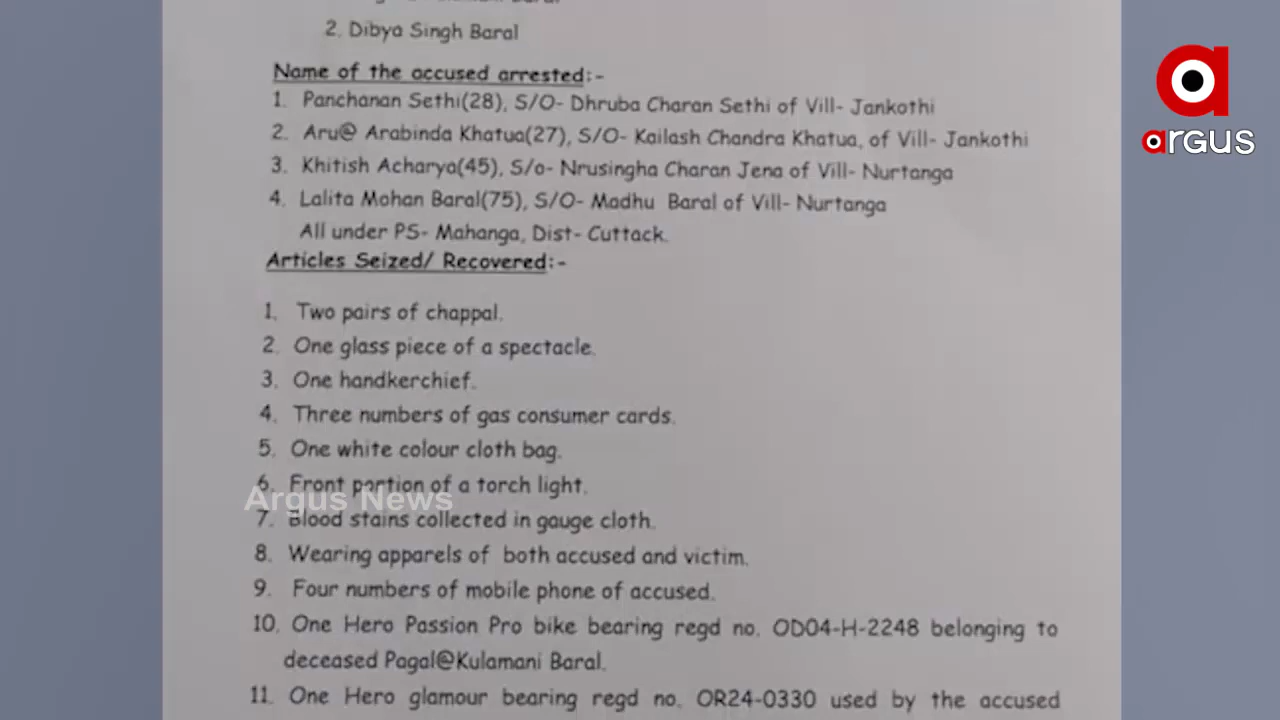 2. Dibya Singh Baral
Name of the accused arrested:-
1. Panchanan Sethi(28), S/O- Dhruba Charan Sethi of Vill- Jankothi
2. Aru@ Arabinda Khatua(27), S/O- Kailash Chandra Khatua, of Vill- Jankothi
3. Khitish Acharya(45), S/o- Nrusingha Charan Jena of Vill- Nurtanga
4. Lalita Mohan Baral(75), S/O- Madhu Baral of Vill- Nurtanga
All under PS- Mahanga, Dist- Cuttack.
Articles Seized/ Recovered:-
1. Two pairs of chappal.
2. One glass piece of a spectacle.
3. One handkerchief.
4. Three numbers of gas consumer cards.
5. One white colour cloth bag.
6. Front portion of a torch light.
7. Blood stains collected in gauge cloth.
8. Wearing apparels of both accused and victim.
9. Four numbers of mobile phone of accused.
10. One Hero Passion Pro bike bearing regd no. OD04-H-2248 belonging to
deceased Pagal@Kulamani Baral.
11. One Hero glamour bearing regd no. OR24-0330 used by the accused
argus
Argus News